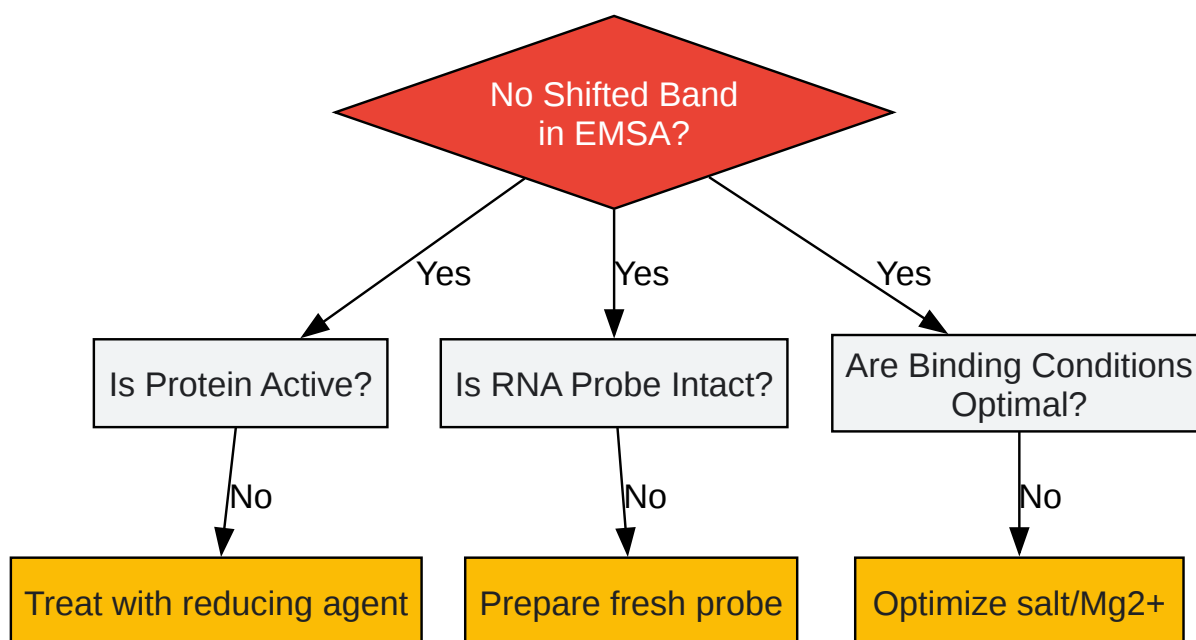 No Shifted Band
in EMSA?
Yes
Yes
Yes
Is Protein Active?
Is RNA Probe Intact?
Are Binding Conditions
Optimal?
No
No
No
Treat with reducing agent
Prepare fresh probe
Optimize salt/Mg2+